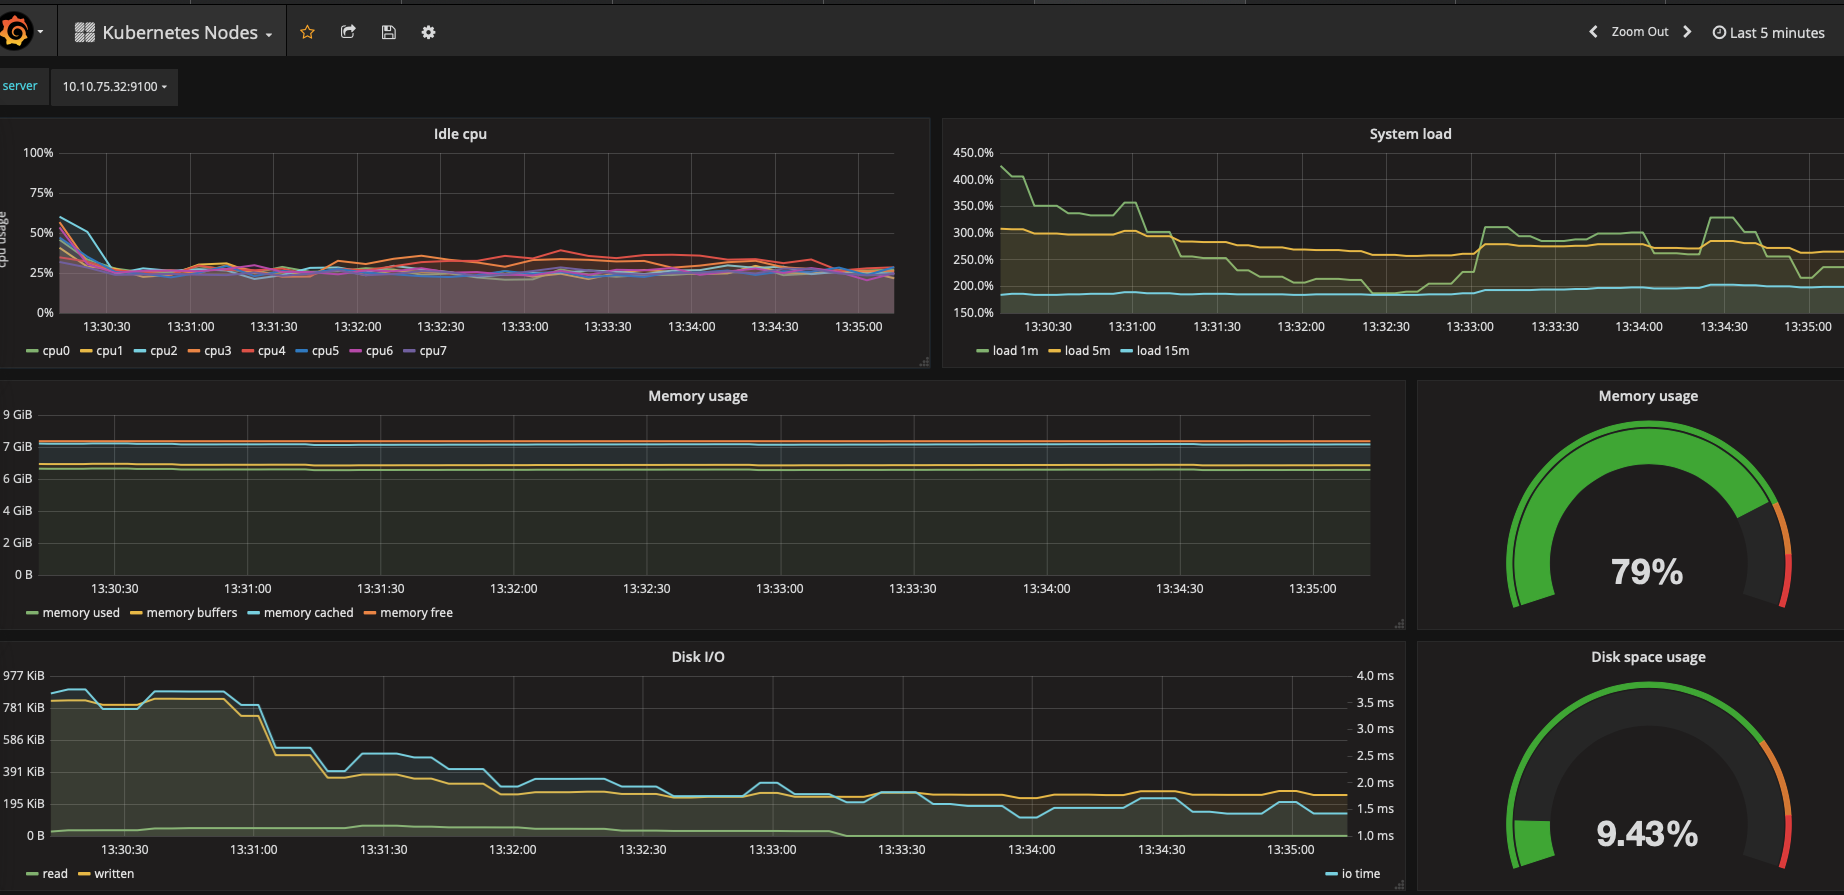 Kubernetes Nodes
Zoom Out
Last 5 minutes
server
10.10.75.32:9100
Idle cpu
cpu usage
100%
75%
50%
25%
0%
13:30:30 13:31:00 13:31:30 13:32:00 13:32:30 13:33:00 13:33:30 13:34:00 13:34:30 13:35:00
cpu0 cpu1 cpu2 cpu3 cpu4 cpu5 cpu6 cpu7
System load
450.0%
400.0%
350.0%
300.0%
250.0%
200.0%
150.0%
13:30:30 13:31:00 13:31:30 13:32:00 13:32:30 13:33:00 13:33:30 13:34:00 13:34:30 13:35:00
load 1m load 5m load 15m
Memory usage
9 GiB
7 GiB
6 GiB
4 GiB
2 GiB
0 B
13:30:30 13:31:00 13:31:30 13:32:00 13:32:30 13:33:00 13:33:30 13:34:00 13:34:30 13:35:00
memory used memory buffers memory cached memory free
Memory usage
79%
Disk I/O
977 KiB
781 KiB
586 KiB
391 KiB
195 KiB
0 B
4.0 ms
3.5 ms
3.0 ms
2.5 ms
2.0 ms
1.5 ms
1.0 ms
13:30:30 13:31:00 13:31:30 13:32:00 13:32:30 13:33:00 13:33:30 13:34:00 13:34:30 13:35:00
read written
io time
Disk space usage
9.43%